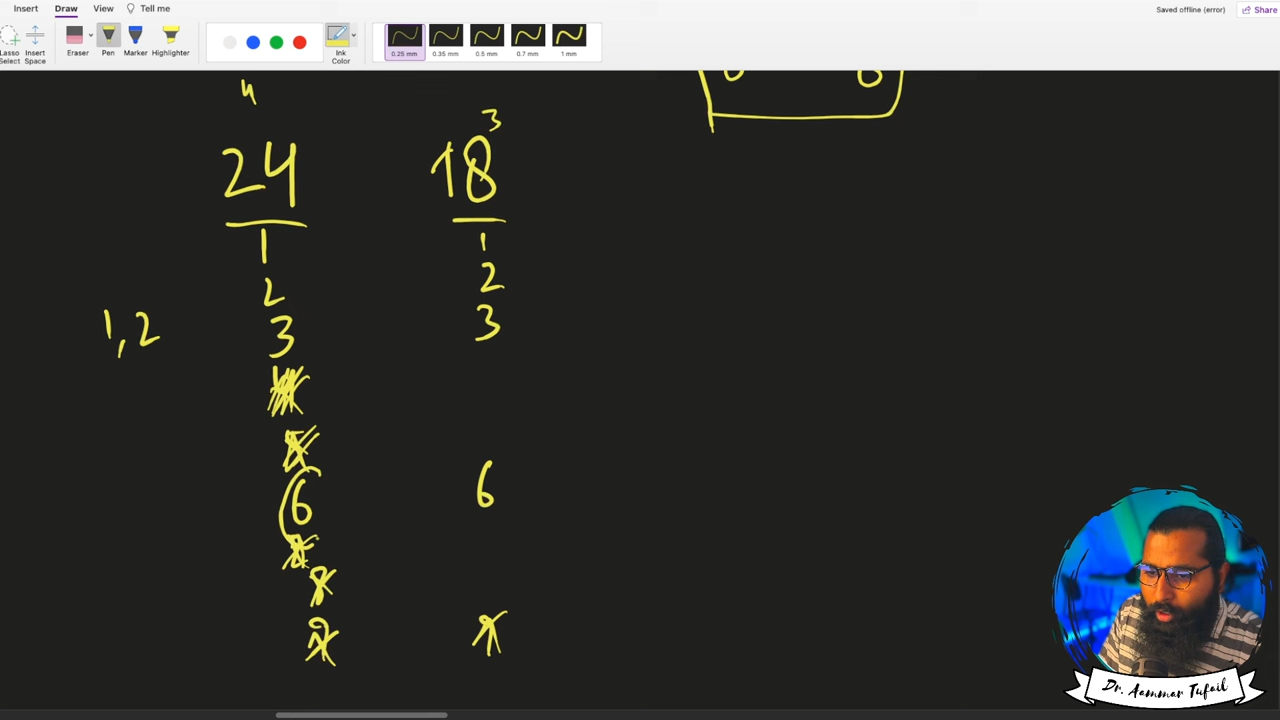 Insert Draw View Tell me
Saved offline (error) Share
Lasso Select
Insert Space
Eraser
Pen
Marker
Highlighter
Ink Color
0.25 mm 0.35 mm 0.5 mm 0.7 mm 1 mm
4
3
24 18
1 1
2 2
1,2 3 3
6 6
Dr. Aammar Tufail